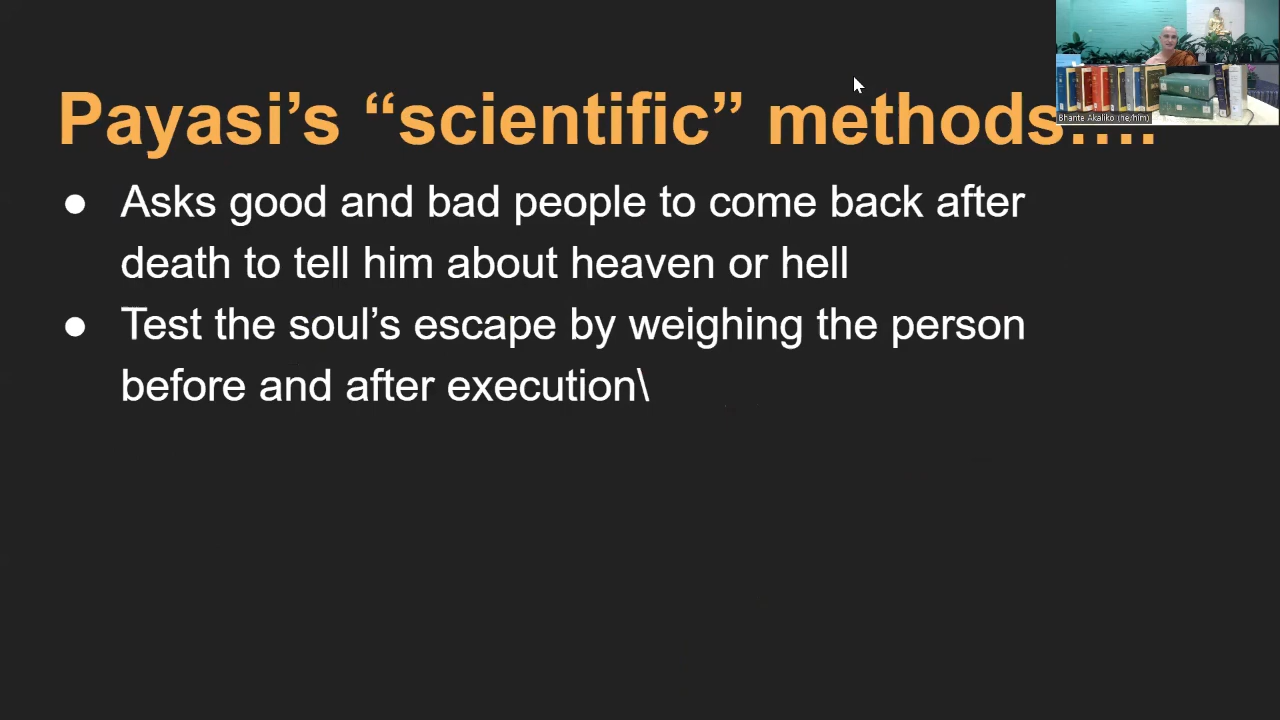 Payasi’s “scientific” methods....
● Asks good and bad people to come back after
death to tell him about heaven or hell
● Test the soul’s escape by weighing the person
before and after execution\
Bhante Akaliko (he/him)